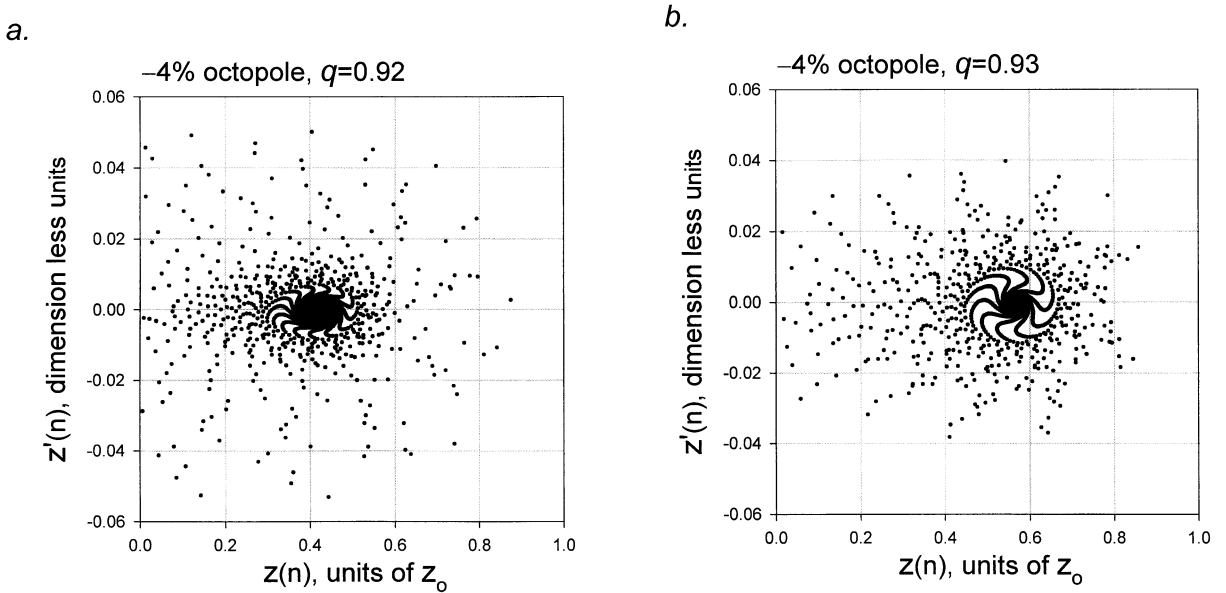 a.
−4% octopole, q=0.92
0.06
0.04
0.02
0.00
-0.02
-0.04
-0.06
z'(n), dimension less units
0.0 0.2 0.4 0.6 0.8 1.0
z(n), units of zo
b.
−4% octopole, q=0.93
0.06
0.04
0.02
0.00
-0.02
-0.04
-0.06
z'(n), dimension less units
0.0 0.2 0.4 0.6 0.8 1.0
z(n), units of zo